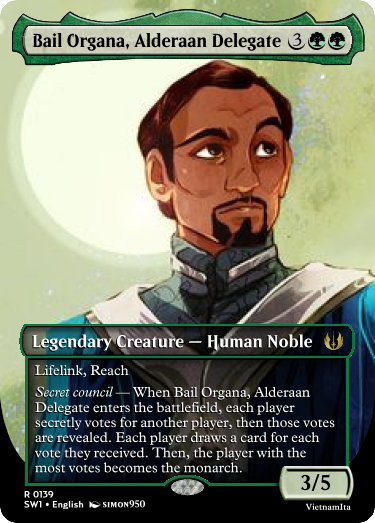 Bail Organa, Alderaan Delegate 3
Legendary Creature — Human Noble
Lifelink, Reach
Secret council — When Bail Organa, Alderaan
Delegate enters the battlefield, each player
secretly votes for another player, then those votes
are revealed. Each player draws a card for each
vote they received. Then, the player with the
most votes becomes the monarch.
3/5
R 0139
SW1 • English SIMON950
VietnamIta